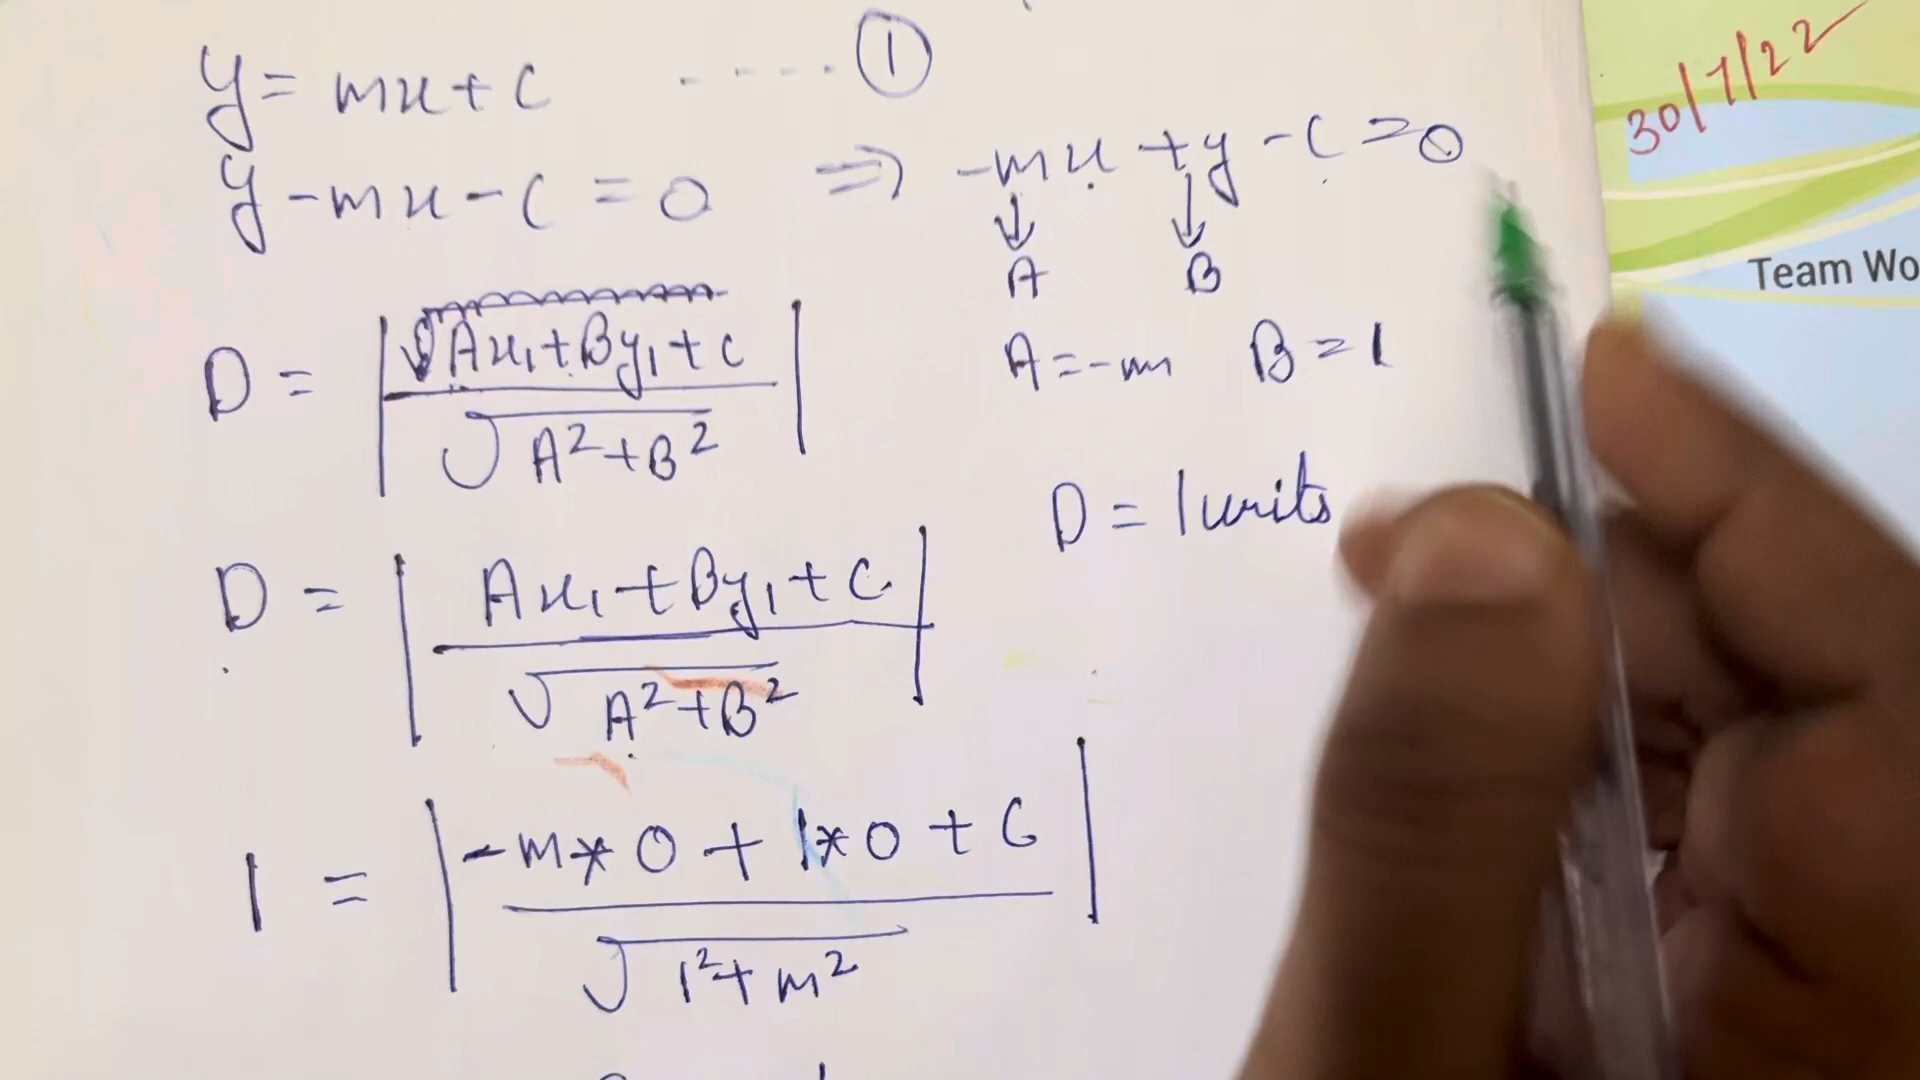 y = mx + c ..... ①
y - mx - c = 0 ⇒ -mx + y - c = 0
↓ ↓
A B
A = -m B = 1
D = |√Ax₁ + By₁ + c / √A² + B²|
D = 1 units
D = |Ax₁ + By₁ + c / √A² + B²|
1 = |-m * 0 + 1 * 0 + C / √1² + m²|
30/7/22
Team Wo